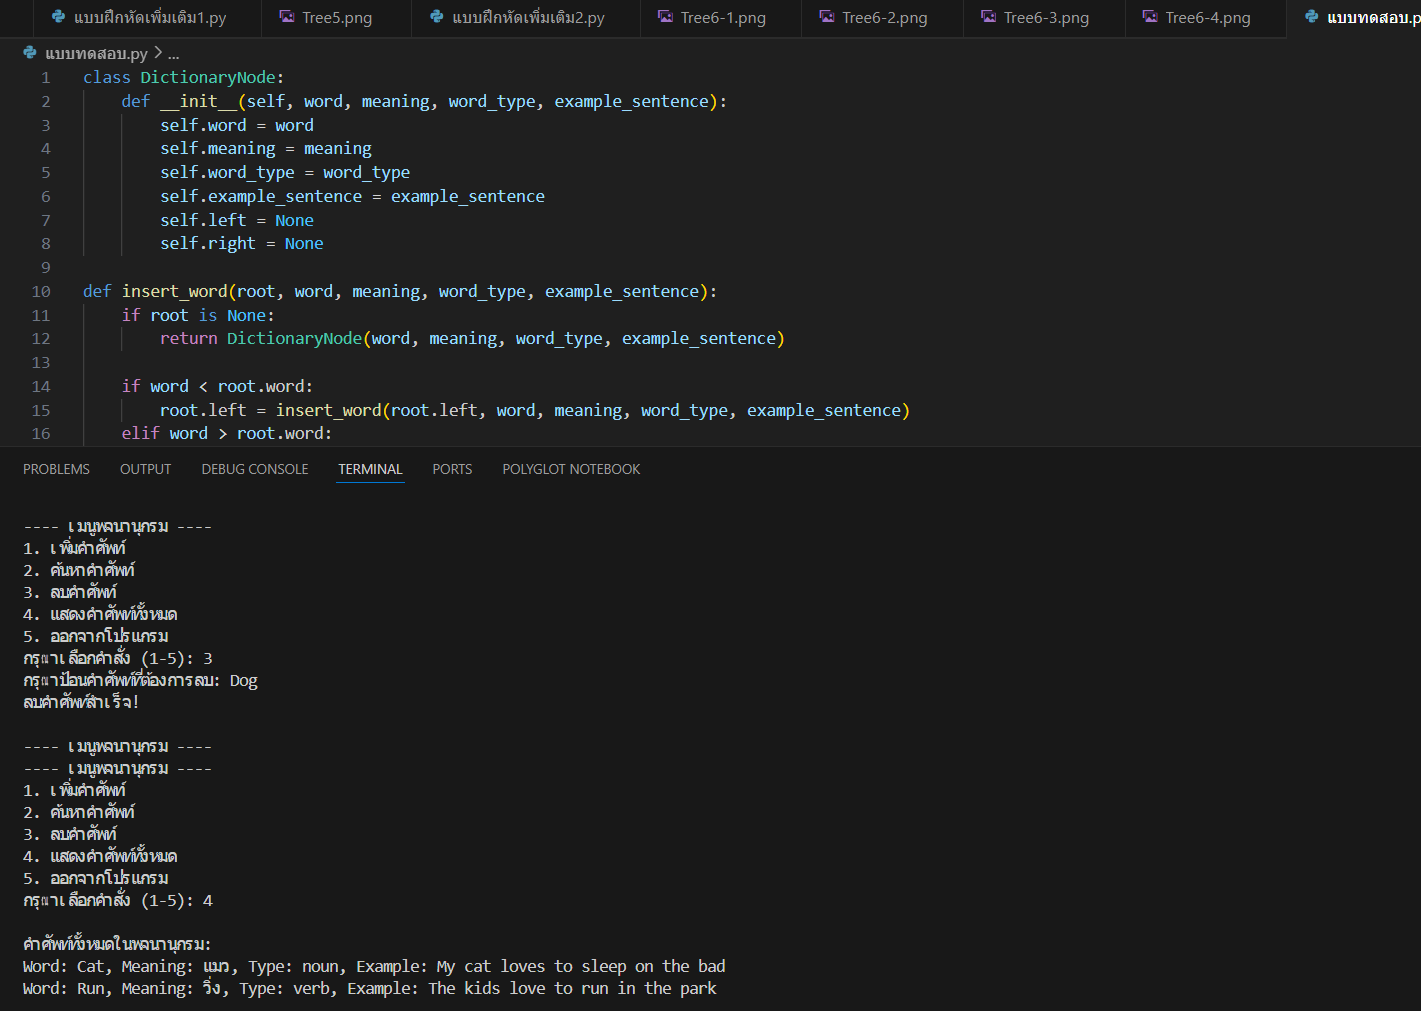 แบบฝึกหัดเพิ่มเติม1.py Tree5.png แบบฝึกหัดเพิ่มเติม2.py Tree6-1.png Tree6-2.png Tree6-3.png Tree6-4.png แบบทดสอบ.p
แบบทดสอบ.py > ...
1 class DictionaryNode:
2 def __init__(self, word, meaning, word_type, example_sentence):
3 self.word = word
4 self.meaning = meaning
5 self.word_type = word_type
6 self.example_sentence = example_sentence
7 self.left = None
8 self.right = None
9
10 def insert_word(root, word, meaning, word_type, example_sentence):
11 if root is None:
12 return DictionaryNode(word, meaning, word_type, example_sentence)
13
14 if word < root.word:
15 root.left = insert_word(root.left, word, meaning, word_type, example_sentence)
16 elif word > root.word:
PROBLEMS OUTPUT DEBUG CONSOLE TERMINAL PORTS POLYGLOT NOTEBOOK
---- เมนูพจนานุกรม ----
1. เพิ่มคำศัพท์
2. ค้นหาคำศัพท์
3. ลบคำศัพท์
4. แสดงคำศัพท์ทั้งหมด
5. ออกจากโปรแกรม
กรุณาเลือกคำสั่ง (1-5): 3
กรุณาป้อนคำศัพท์ที่ต้องการลบ: Dog
ลบคำศัพท์สำเร็จ!
---- เมนูพจนานุกรม ----
---- เมนูพจนานุกรม ----
1. เพิ่มคำศัพท์
2. ค้นหาคำศัพท์
3. ลบคำศัพท์
4. แสดงคำศัพท์ทั้งหมด
5. ออกจากโปรแกรม
กรุณาเลือกคำสั่ง (1-5): 4
คำศัพท์ทั้งหมดในพจนานุกรม:
Word: Cat, Meaning: แมว, Type: noun, Example: My cat loves to sleep on the bad
Word: Run, Meaning: วิ่ง, Type: verb, Example: The kids love to run in the park